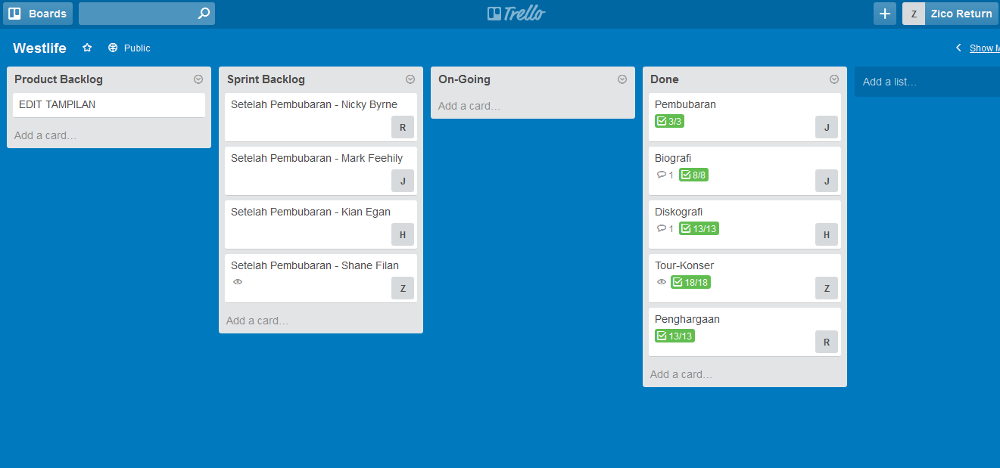 Boards
Trello
Z Zico Return
Westlife
Public
Show M
Product Backlog
EDIT TAMPILAN
Add a card…
Sprint Backlog
Setelah Pembubaran - Nicky Byrne
R
Setelah Pembubaran - Mark Feehily
J
Setelah Pembubaran - Kian Egan
H
Setelah Pembubaran - Shane Filan
Z
Add a card…
On-Going
Add a card…
Done
Pembubaran
3/3
J
Biografi
1 8/8
J
Diskografi
1 13/13
H
Tour-Konser
18/18
Z
Penghargaan
13/13
R
Add a card…
Add a list…